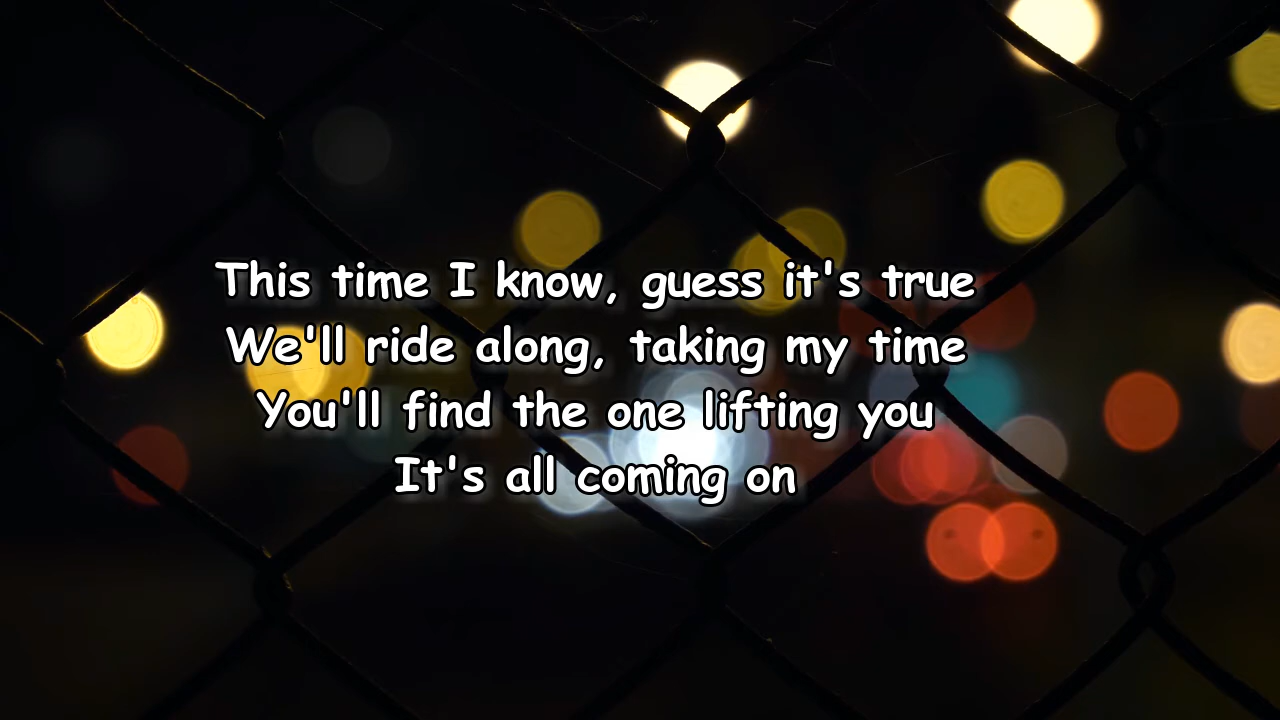 This time I know, guess it's true
We'll ride along, taking my time
You'll find the one lifting you
It's all coming on